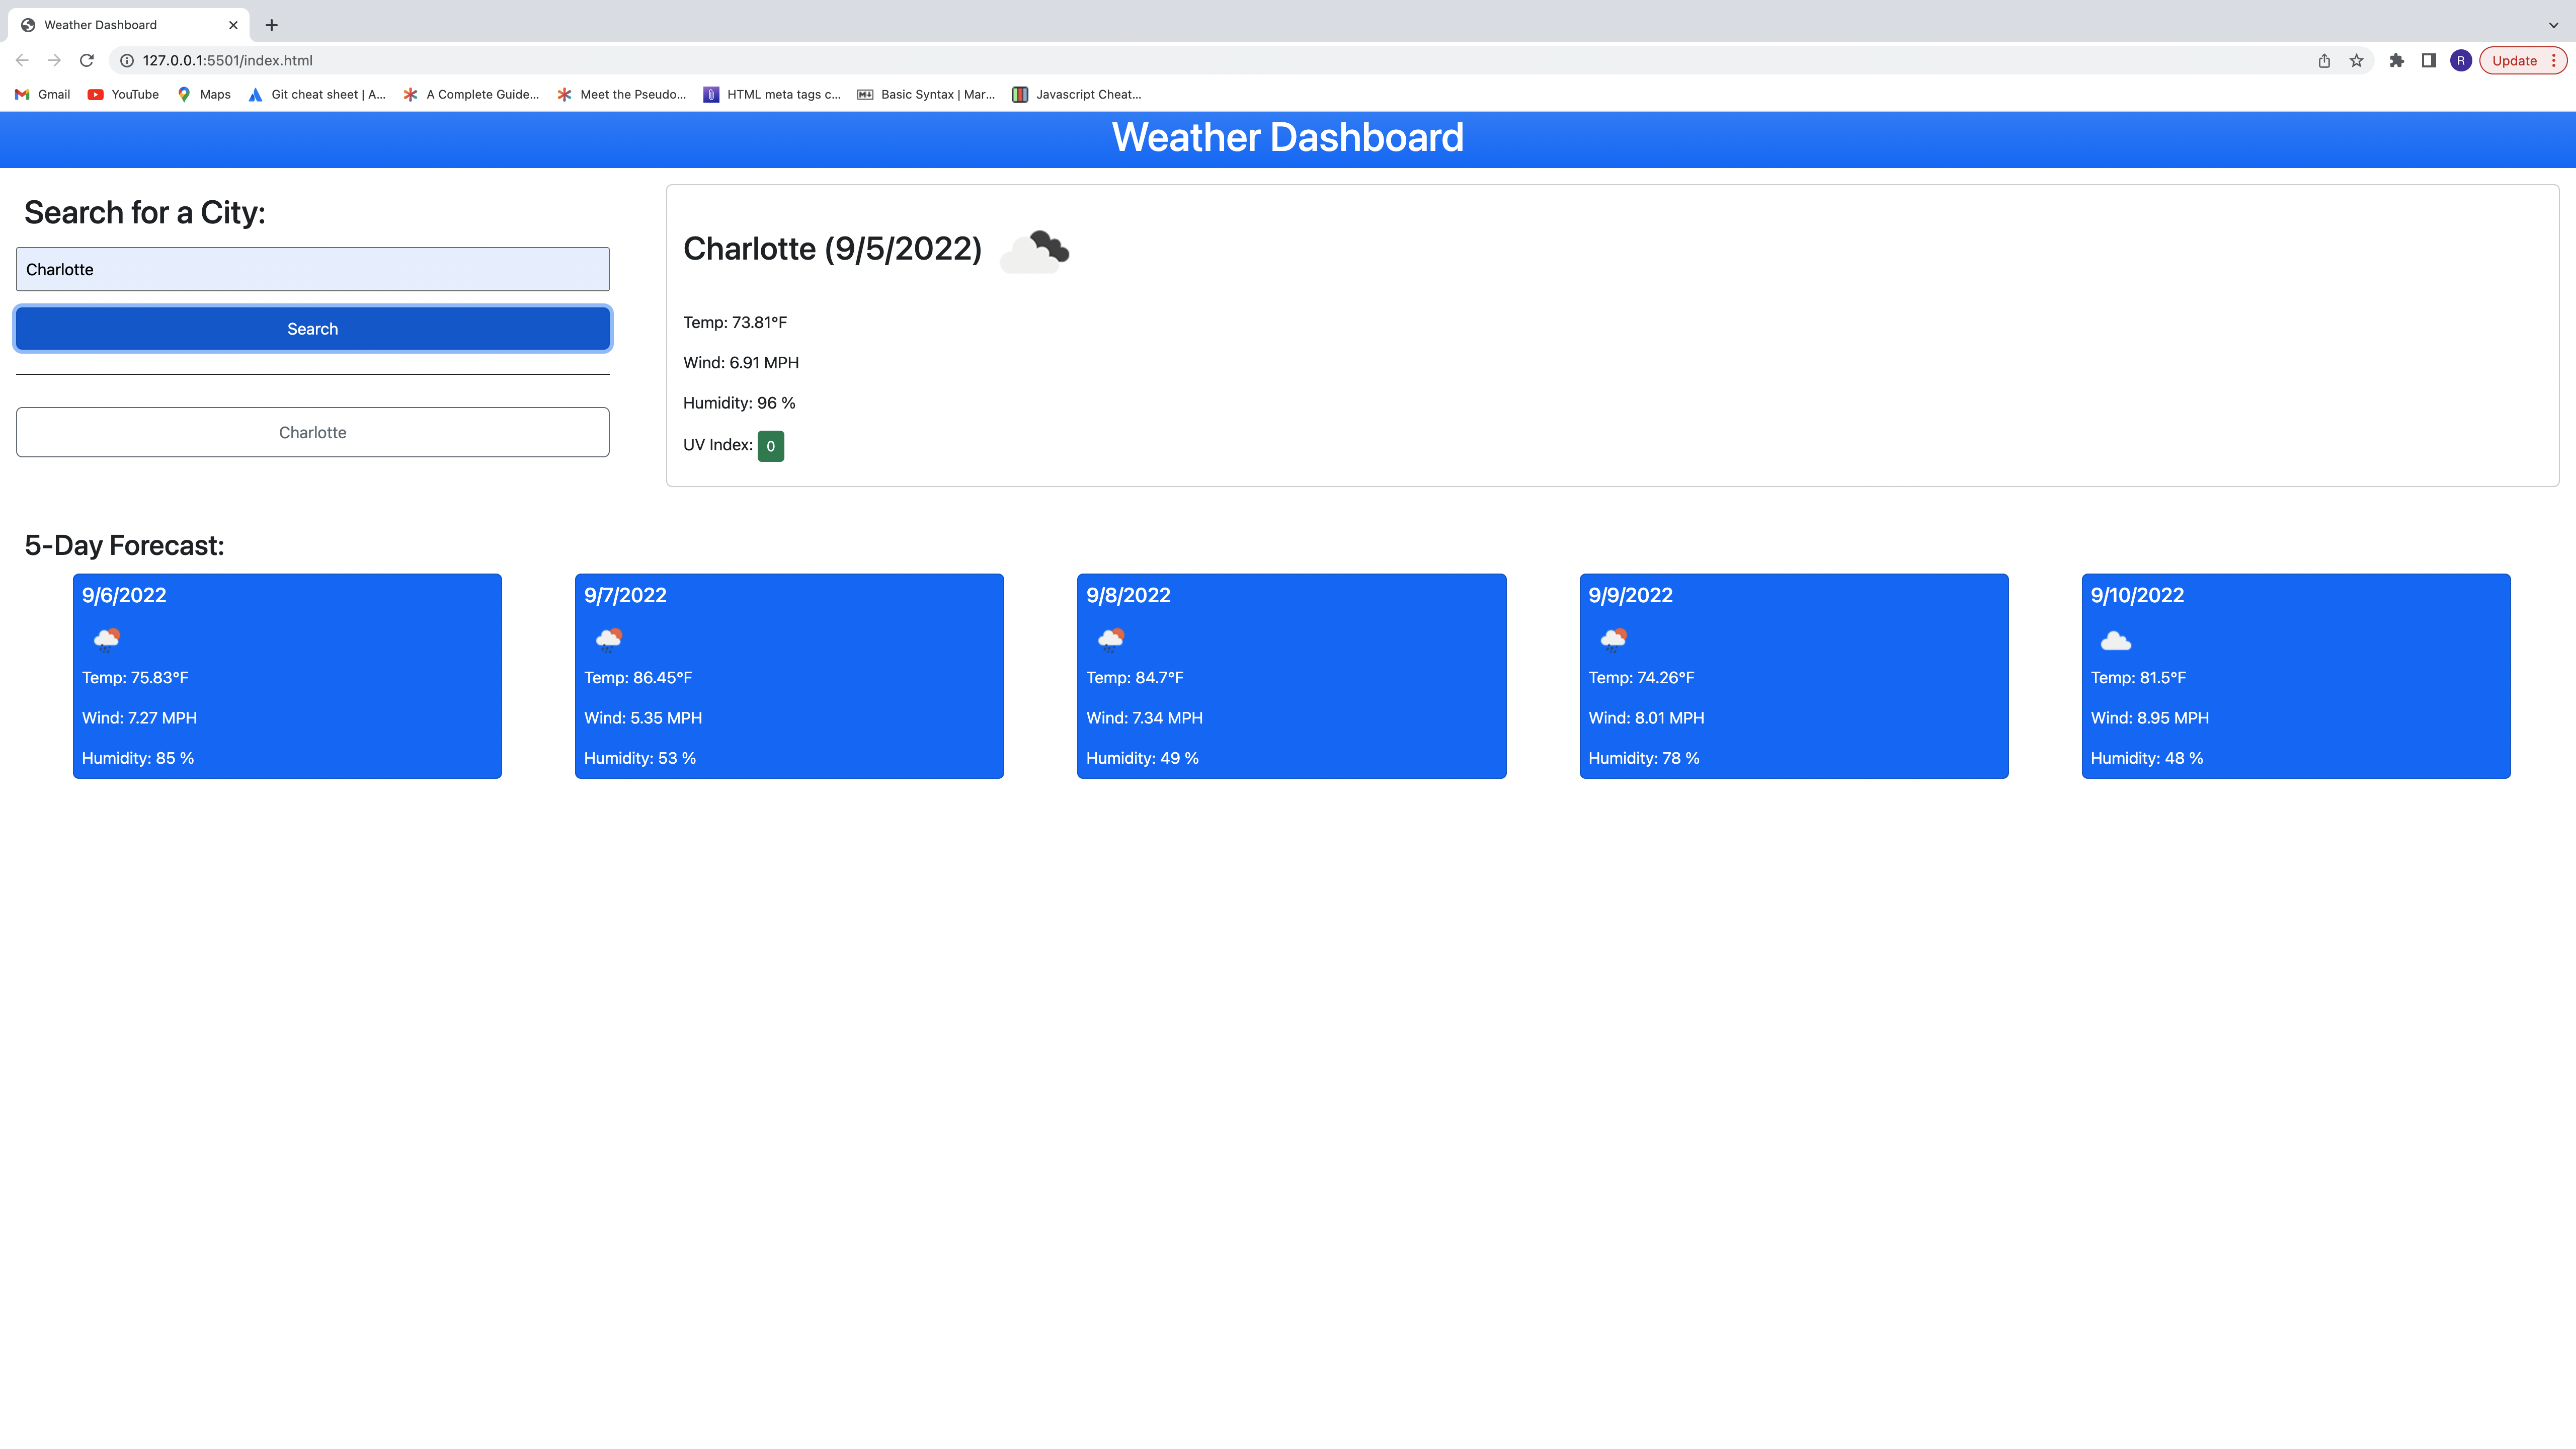 Weather Dashboard
127.0.0.1:5501/index.html
R
Update
Gmail YouTube Maps Git cheat sheet | A... A Complete Guide... Meet the Pseudo... HTML meta tags c... Basic Syntax | Mar... Javascript Cheat...
Weather Dashboard
Search for a City:
Charlotte
Search
Charlotte
Charlotte (9/5/2022)
Temp: 73.81°F
Wind: 6.91 MPH
Humidity: 96 %
UV Index: 0
5-Day Forecast:
9/6/2022
Temp: 75.83°F
Wind: 7.27 MPH
Humidity: 85 %
9/7/2022
Temp: 86.45°F
Wind: 5.35 MPH
Humidity: 53 %
9/8/2022
Temp: 84.7°F
Wind: 7.34 MPH
Humidity: 49 %
9/9/2022
Temp: 74.26°F
Wind: 8.01 MPH
Humidity: 78 %
9/10/2022
Temp: 81.5°F
Wind: 8.95 MPH
Humidity: 48 %